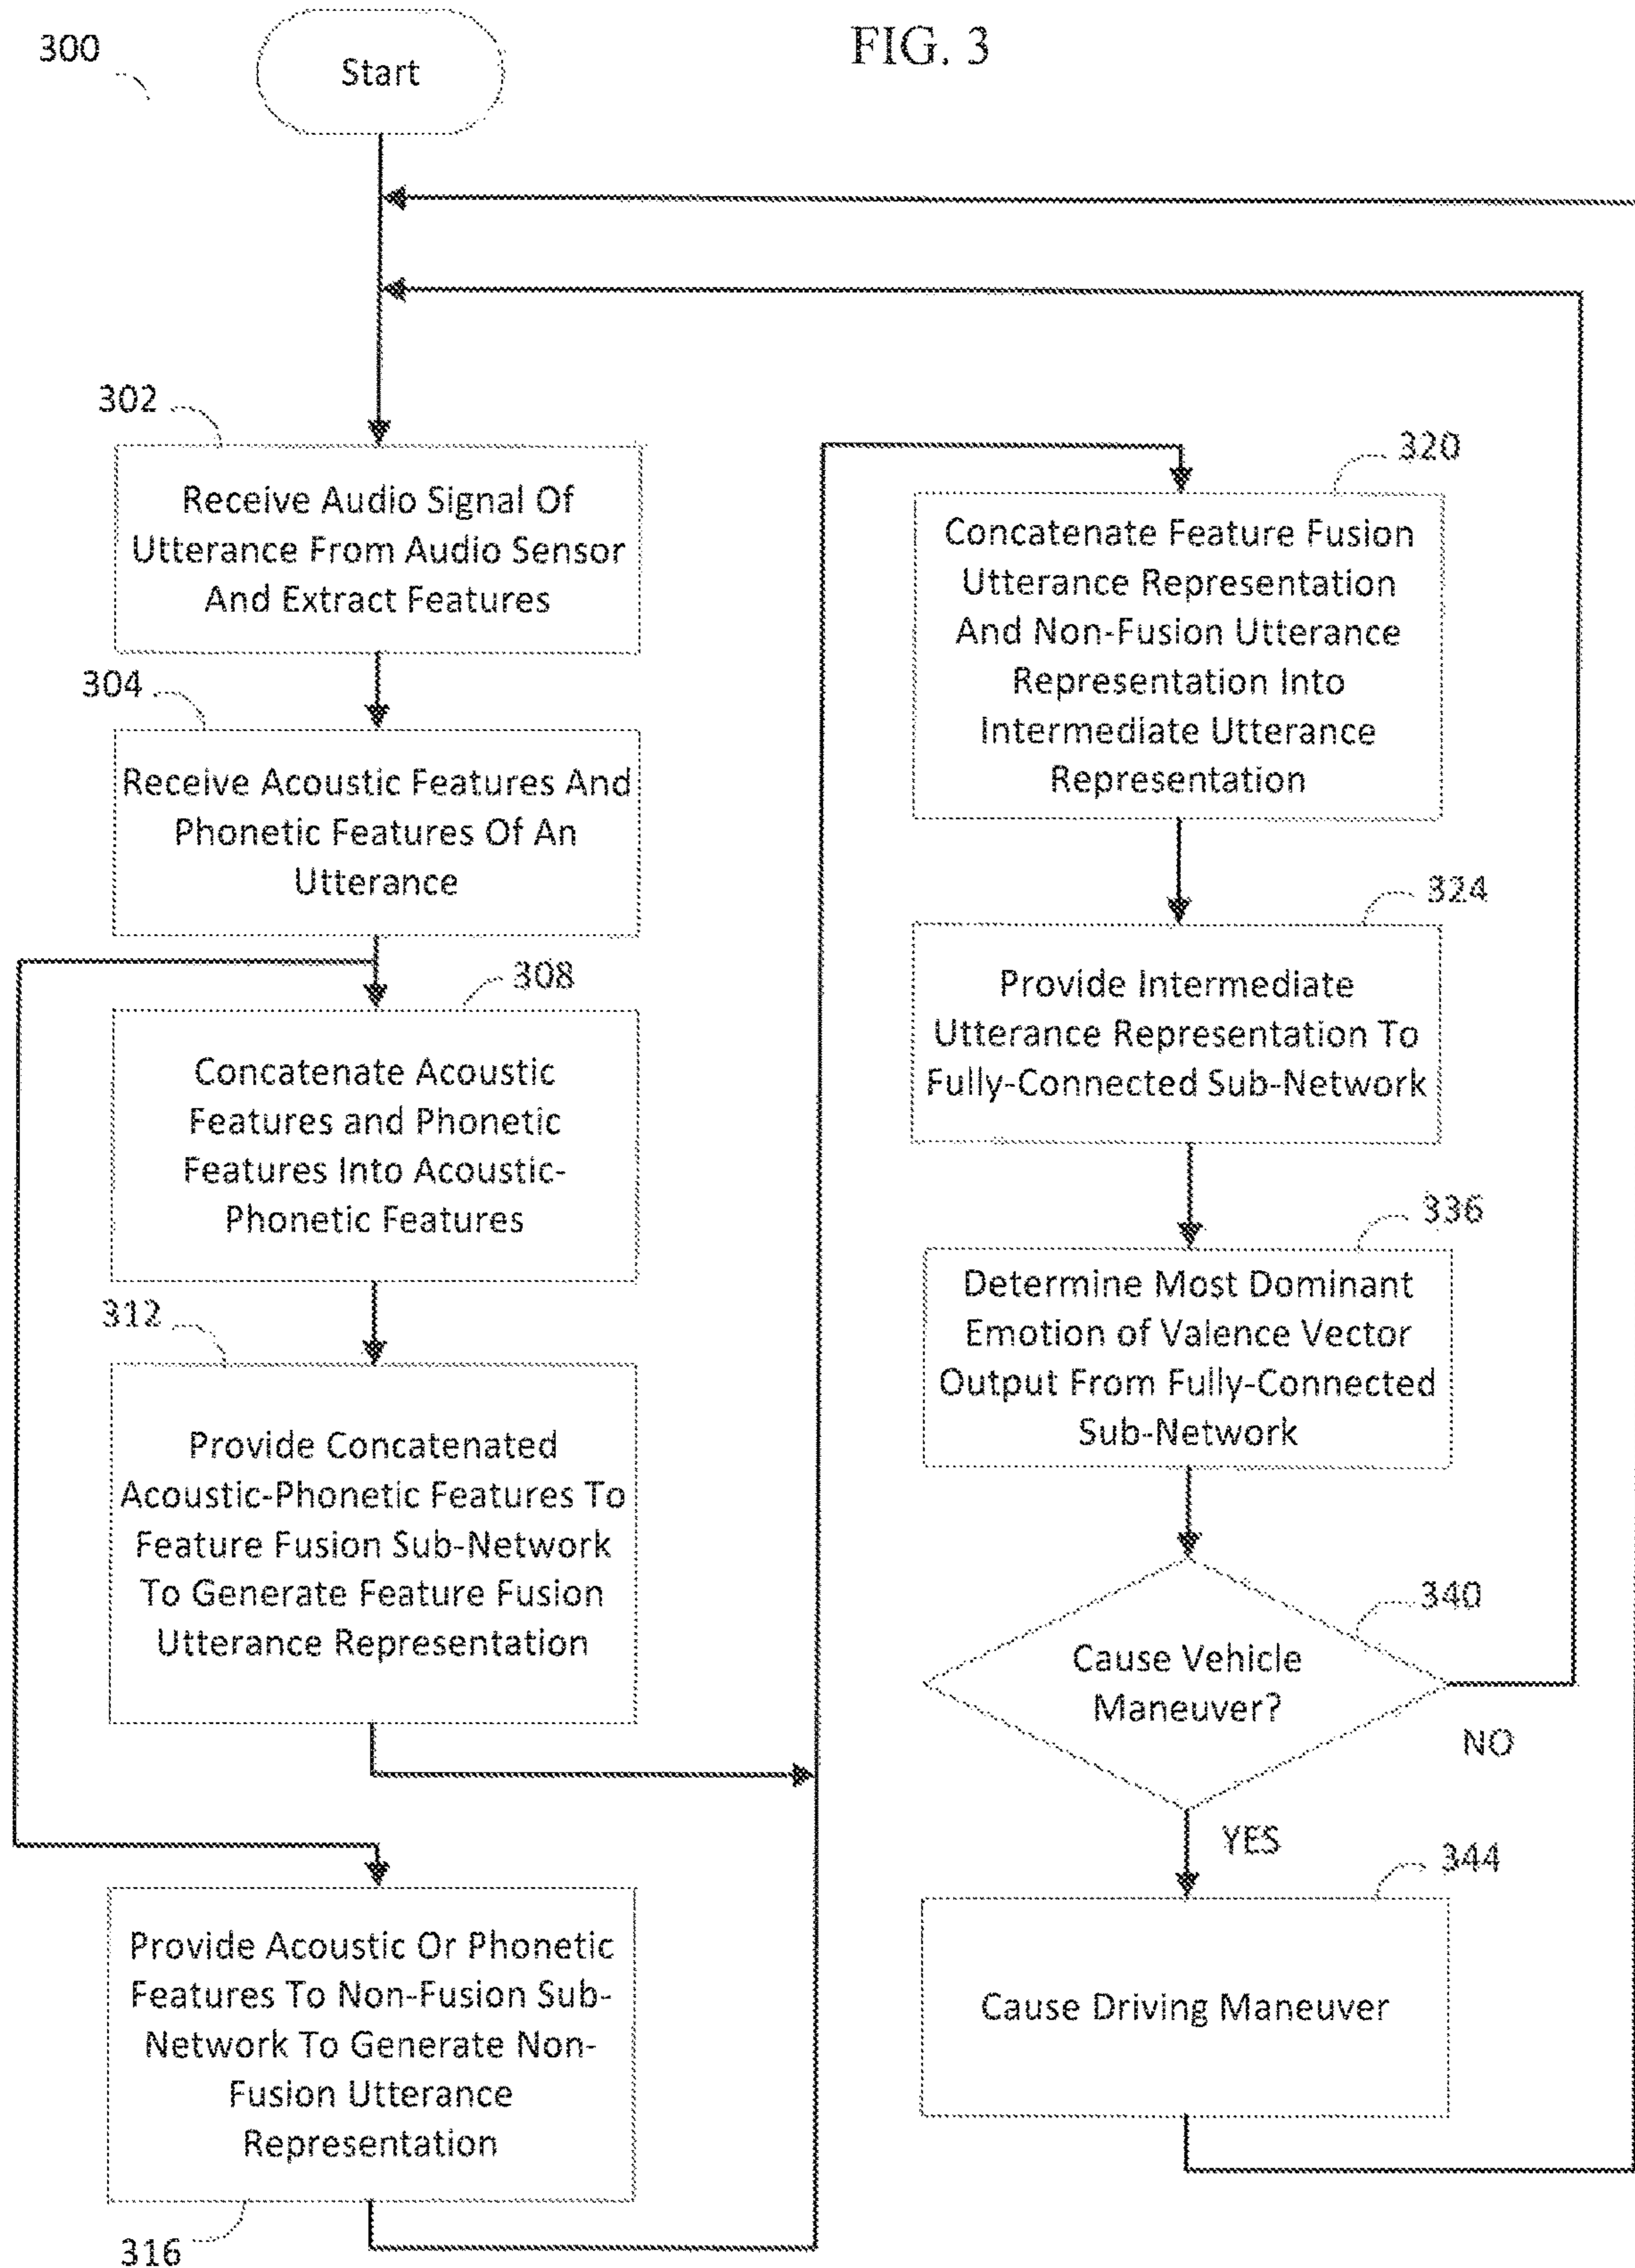 300
Start
FIG. 3
302
Receive Audio Signal Of
Utterance From Audio Sensor
And Extract Features
304
Receive Acoustic Features And
Phonetic Features Of An
Utterance
308
Concatenate Acoustic
Features and Phonetic
Features Into Acoustic-
Phonetic Features
312
Provide Concatenated
Acoustic-Phonetic Features To
Feature Fusion Sub-Network
To Generate Feature Fusion
Utterance Representation
Provide Acoustic Or Phonetic
Features To Non-Fusion Sub-
Network To Generate Non-
Fusion Utterance
Representation
316
320
Concatenate Feature Fusion
Utterance Representation
And Non-Fusion Utterance
Representation Into
Intermediate Utterance
Representation
324
Provide Intermediate
Utterance Representation To
Fully-Connected Sub-Network
336
Determine Most Dominant
Emotion of Valence Vector
Output From Fully-Connected
Sub-Network
340
Cause Vehicle
Maneuver?
NO
YES
344
Cause Driving Maneuver